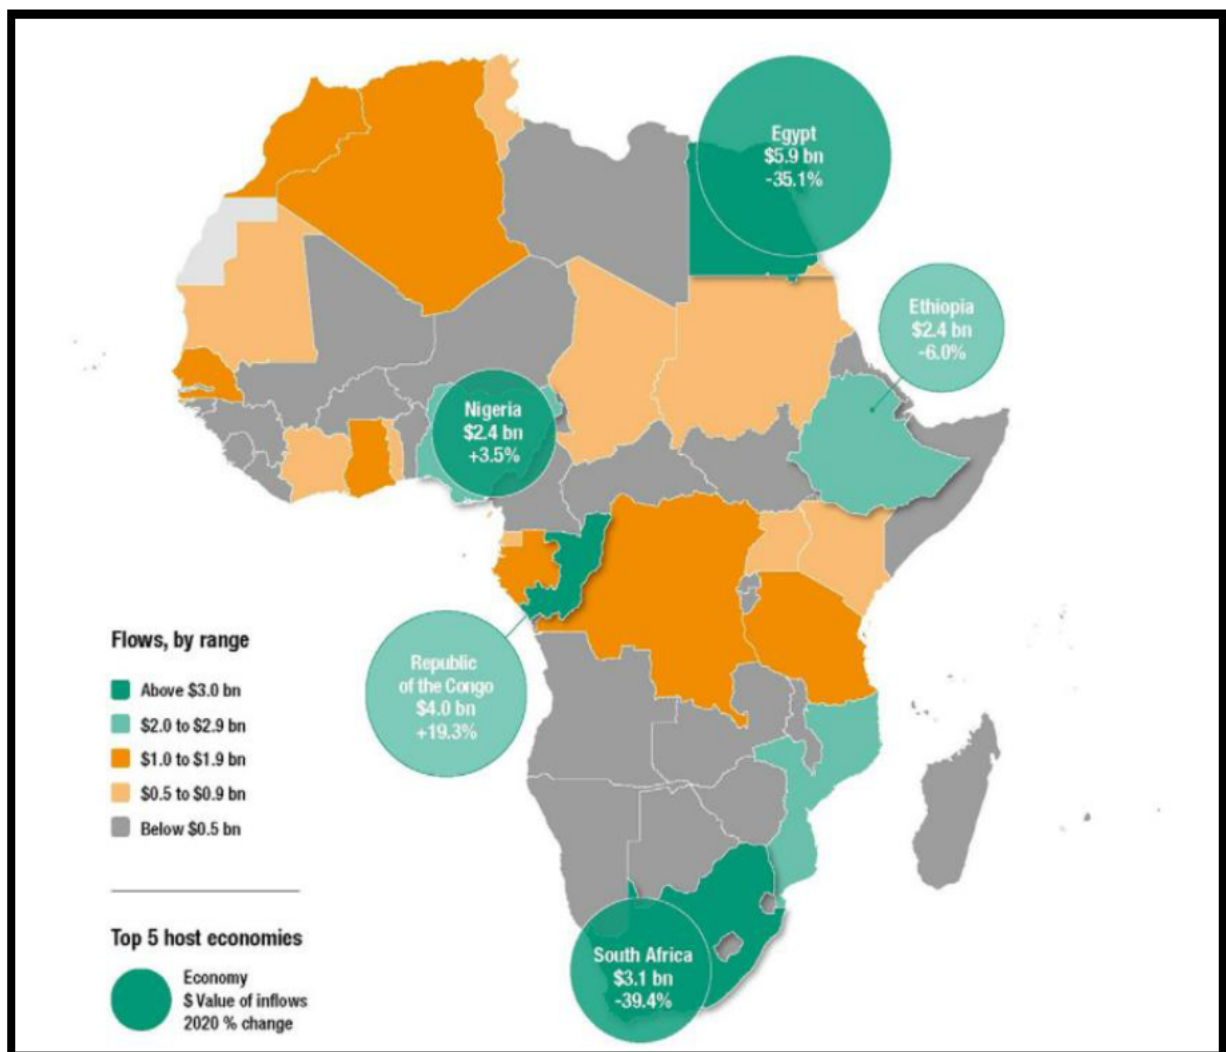 Egypt
$5.9 bn
-35.1%
Ethiopia
$2.4 bn
-6.0%
Nigeria
$2.4 bn
+3.5%
Republic
of the Congo
$4.0 bn
+19.3%
South Africa
$3.1 bn
-39.4%
Flows, by range
Above $3.0 bn
$2.0 to $2.9 bn
$1.0 to $1.9 bn
$0.5 to $0.9 bn
Below $0.5 bn
Top 5 host economies
Economy
$ Value of inflows
2020 % change